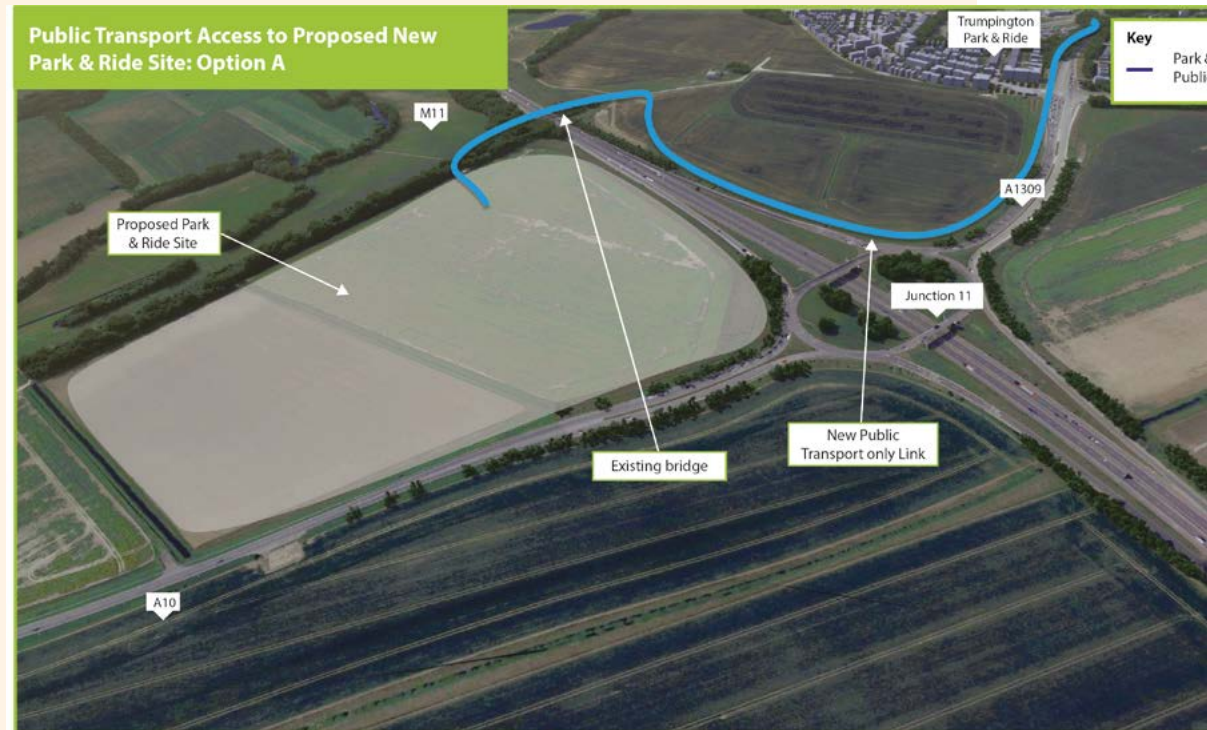 Public Transport Access to Proposed New
Park & Ride Site: Option A
Trumpington
Park & Ride
Key
Park &
Public
M11
Proposed Park
& Ride Site
A1309
Junction 11
New Public
Transport only Link
Existing bridge
A10